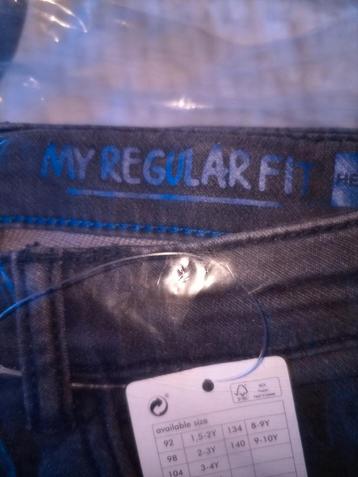 MY REGULAR FIT
HE
available size
92 1,5-2Y 134 8-9Y
98 2-3Y 140 9-10Y
104 3-4Y